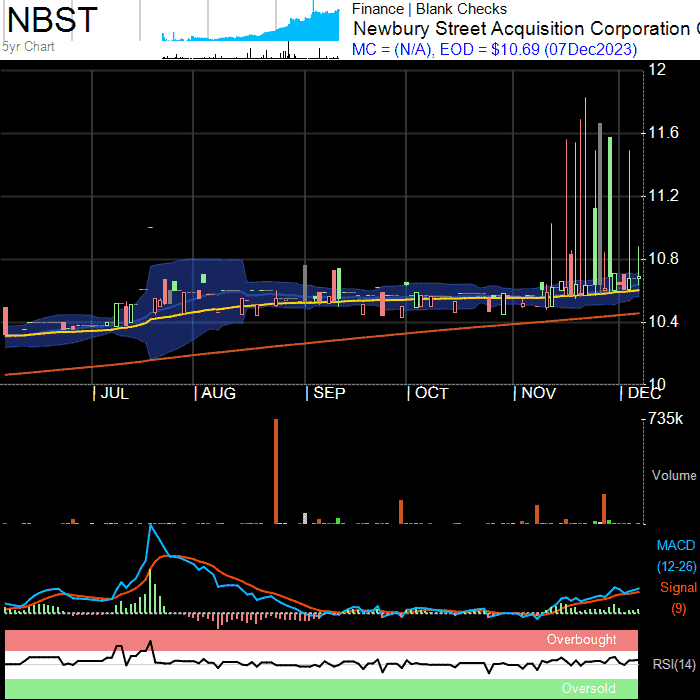 NBST
5yr Chart
Finance | Blank Checks
Newbury Street Acquisition Corporation
MC = (N/A), EOD = $10.69 (07Dec2023)
12
11.6
11.2
10.8
10.4
10
| JUL | AUG | SEP | OCT | NOV | DEC
735k
Volume
MACD
(12-26)
Signal
(9)
Overbought
RSI(14)
Oversold